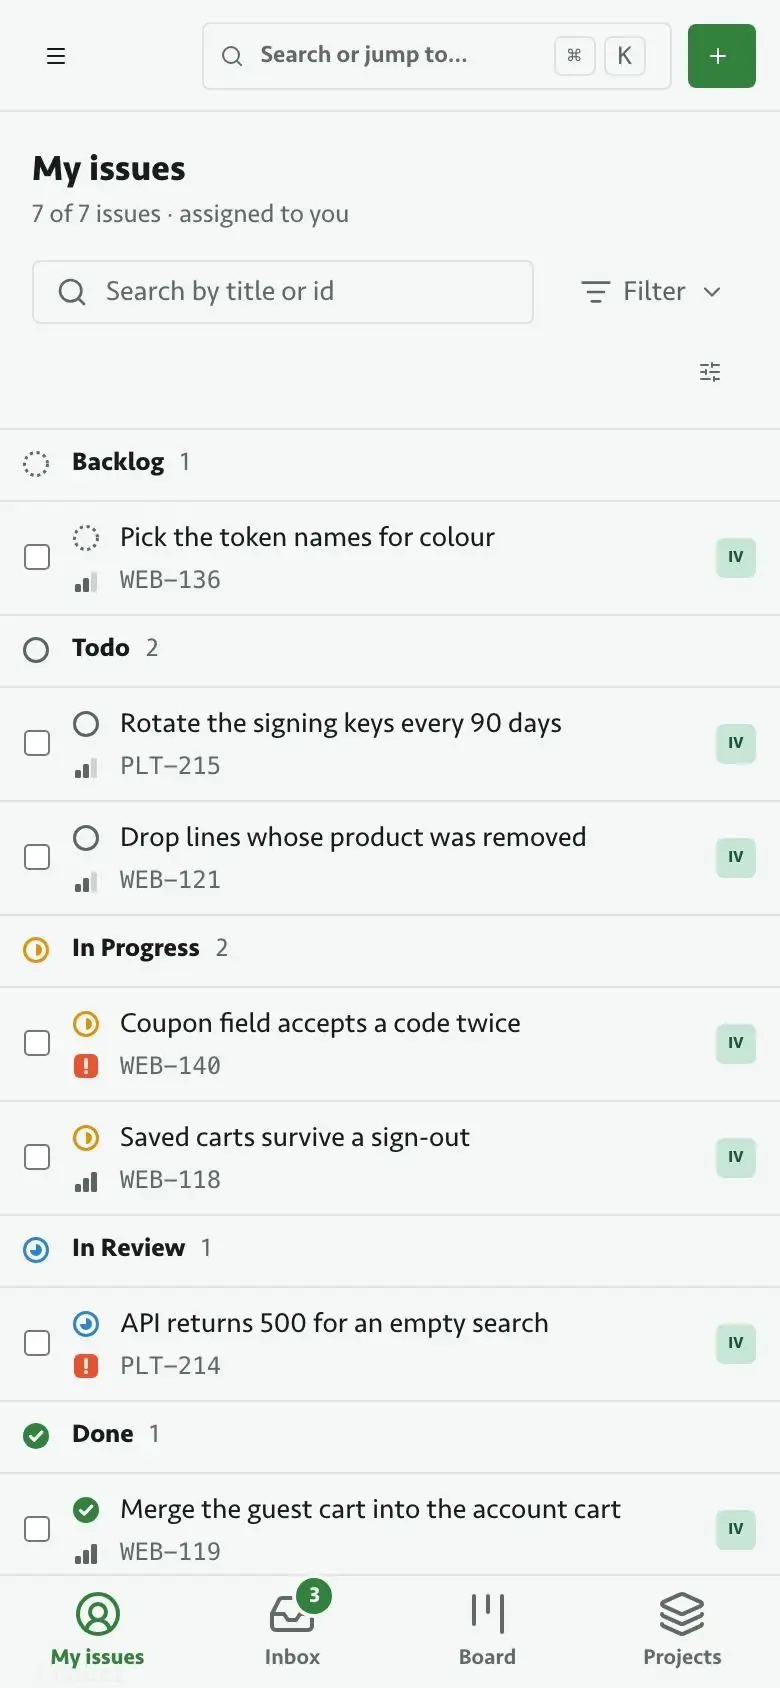 Search or jump to... ⌘ K +
My issues
7 of 7 issues · assigned to you
Search by title or id
Filter
Backlog 1
Pick the token names for colour
WEB–136
IV
Todo 2
Rotate the signing keys every 90 days
PLT–215
IV
Drop lines whose product was removed
WEB–121
IV
In Progress 2
Coupon field accepts a code twice
WEB–140
IV
Saved carts survive a sign-out
WEB–118
IV
In Review 1
API returns 500 for an empty search
PLT–214
IV
Done 1
Merge the guest cart into the account cart
WEB–119
IV
3
My issues
Inbox
Board
Projects